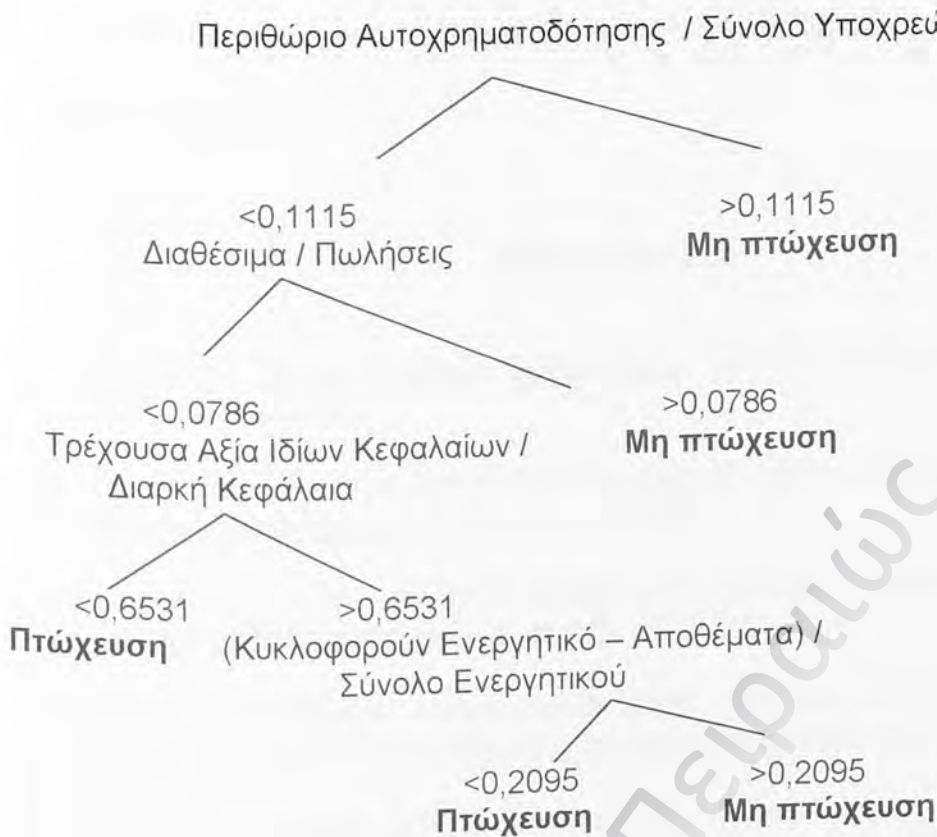 Περιθώριο Αυτοχρηματοδότησης / Σύνολο
<0,1115
>0,1115
Διαθέσιμα / Πωλήσεις
Μη πτώχευση
<0,0786
>0,0786
Τρέχουσα Αξία Ιδίων Κεφαλαίων /
Μη πτώχευση
Διαρκή Κεφάλαια
<0,6531
>0,6531
Πτώχευση
(Κυκλοφορούν Ενεργητικό – Αποθέματα) /
Σύνολο Ενεργητικού
<0,2095
>0,2095
Πτώχευση
Μη πτώχευση
Πειραιώς